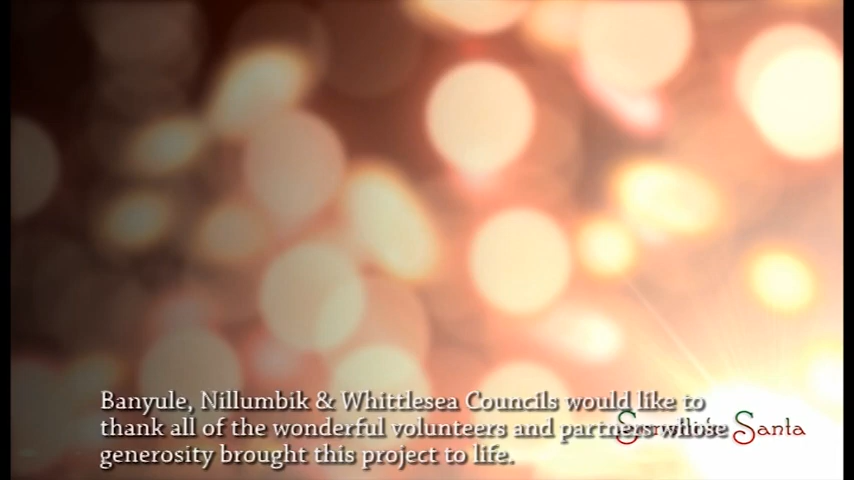 Banyule, Nillumbik & Whittlesea Councils would like to
thank all of the wonderful volunteers and partners whose
generosity brought this project to life.
Santa